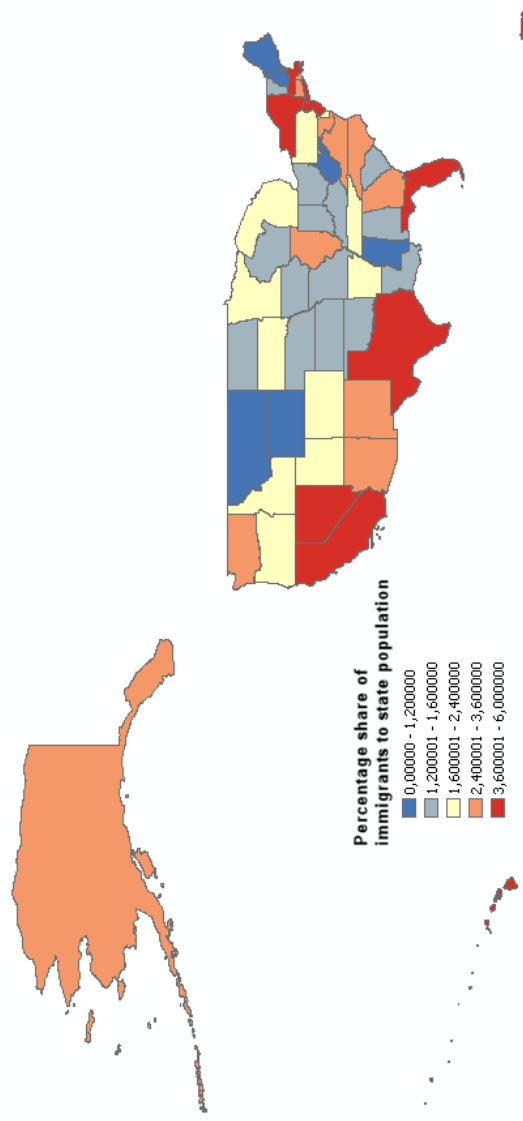 Percentage share of
immigrants to state population
0,00000 - 1,200000
1,200001 - 1,600000
1,600001 - 2,400000
2,400001 - 3,600000
3,600001 - 6,000000